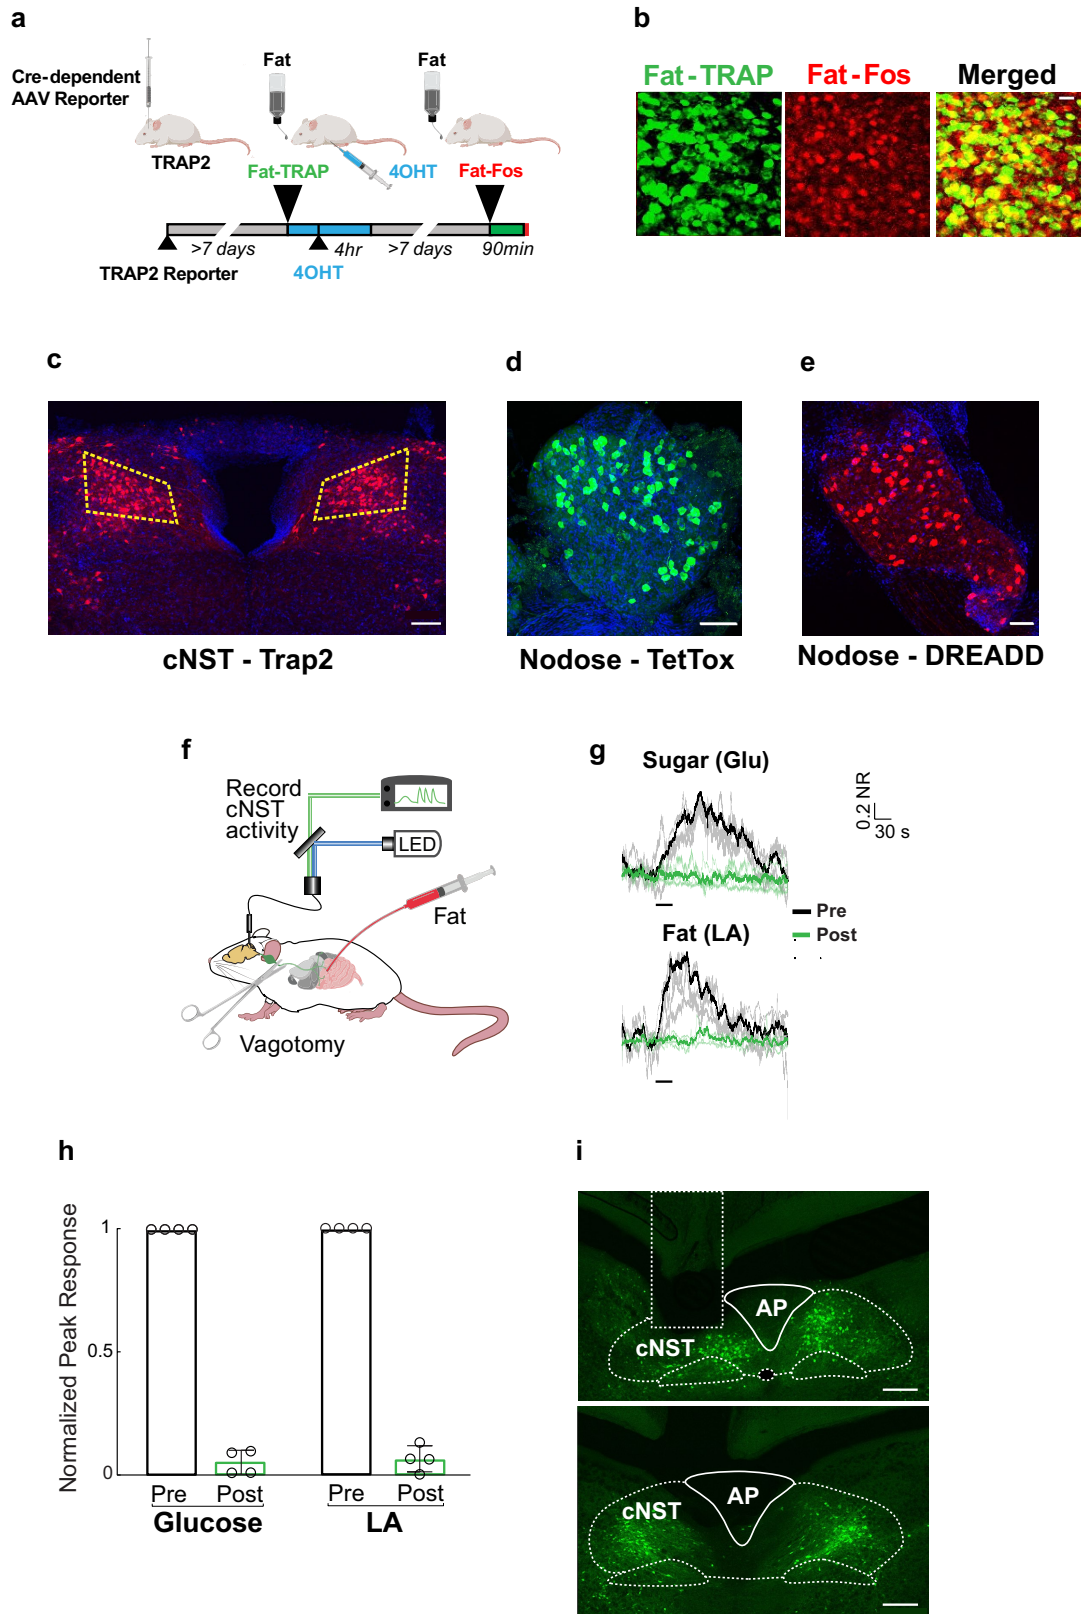 a
Cre-dependent
AAV Reporter
TRAP2
Fat
Fat
Fat-TRAP
4OHT
Fat-Fos
>7 days
4hr
>7 days
90min
TRAP2 Reporter
4OHT
b
Fat-TRAP
Fat-Fos
Merged
c
cNST - Trap2
d
Nodose - TetTox
e
Nodose - DREADD
f
Record
cNST
activity
LED
Fat
Vagotomy
g
Sugar (Glu)
0.2 NR
30 s
Pre
Post
Fat (LA)
h
Normalized Peak Response
1
0.5
0
Pre
Post
Pre
Post
Glucose
LA
i
AP
cNST
AP
cNST